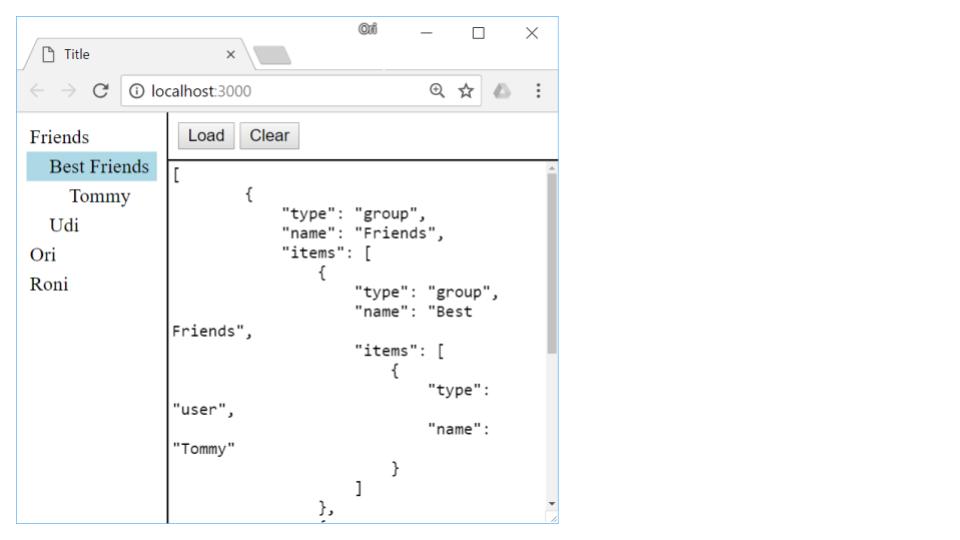 Ori
Title
localhost:3000
Friends
Best Friends
Tommy
Udi
Ori
Roni
Load Clear
[
{
"type": "group",
"name": "Friends",
"items": [
{
"type": "group",
"name": "Best
Friends",
"items": [
{
"type":
"user",
"name":
"Tommy"
}
]
},